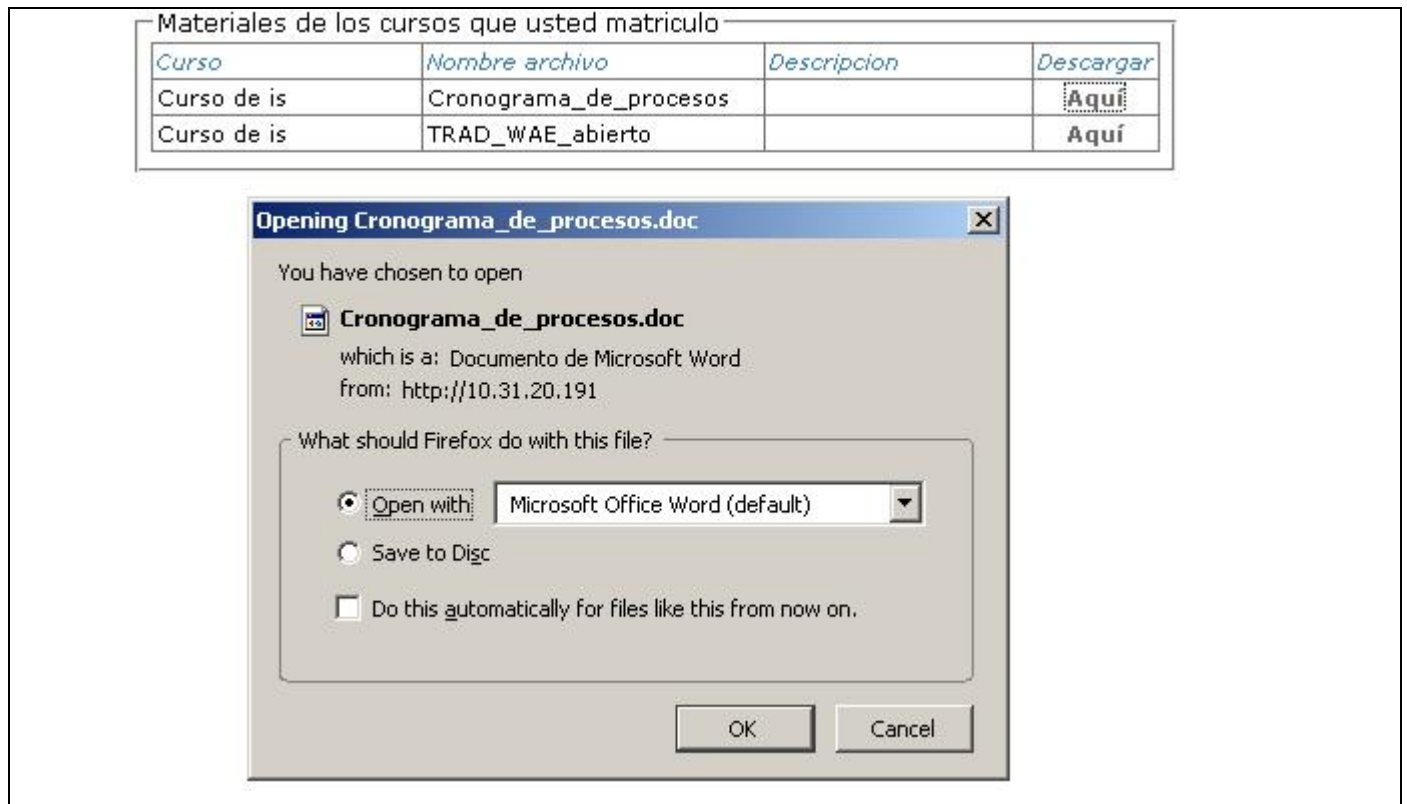 Materiales de los cursos que usted matriculo
Curso Nombre archivo Descripcion Descargar
Curso de is Cronograma_de_procesos Aquí
Curso de is TRAD_WAE_abierto Aquí
Opening Cronograma_de_procesos.doc
You have chosen to open
Cronograma_de_procesos.doc
which is a: Documento de Microsoft Word
from: http://10.31.20.191
What should Firefox do with this file?
Open with Microsoft Office Word (default)
Save to Disc
Do this automatically for files like this from now on.
OK Cancel